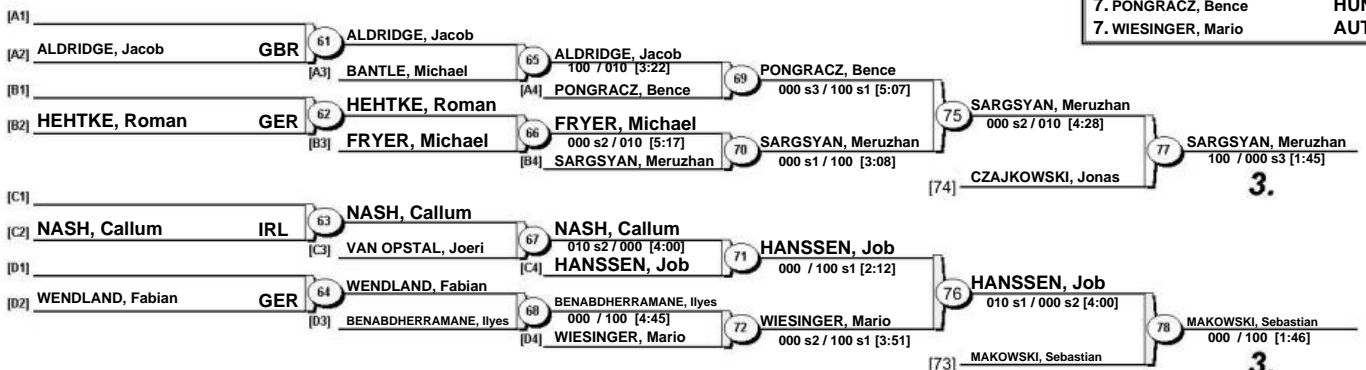 7. PONGRACZ, Bence HUN
7. WIESINGER, Mario AUT
[A1]
[A2] ALDRIDGE, Jacob GBR
61
ALDRIDGE, Jacob
[A3] BANTLE, Michael
65
ALDRIDGE, Jacob
100 / 010 [3:22]
[A4] PONGRACZ, Bence
69
PONGRACZ, Bence
000 s3 / 100 s1 [5:07]
[B1]
[B2] HEHTKE, Roman GER
62
HEHTKE, Roman
[B3] FRYER, Michael
66
FRYER, Michael
000 s2 / 010 [5:17]
[B4] SARGSYAN, Meruzhan
70
SARGSYAN, Meruzhan
000 s1 / 100 [3:08]
75
SARGSYAN, Meruzhan
000 s2 / 010 [4:28]
[74] CZAJKOWSKI, Jonas
77
SARGSYAN, Meruzhan
100 / 000 s3 [1:45]
3.
[C1]
[C2] NASH, Callum IRL
63
NASH, Callum
[C3] VAN OPSTAL, Joeri
67
NASH, Callum
010 s2 / 000 [4:00]
[C4] HANSSEN, Job
71
HANSSEN, Job
000 / 100 s1 [2:12]
[D1]
[D2] WENDLAND, Fabian GER
64
WENDLAND, Fabian
[D3] BENABDHERRAMANE, Ilyes
68
BENABDHERRAMANE, Ilyes
000 / 100 [4:45]
[D4] WIESINGER, Mario
72
WIESINGER, Mario
000 s2 / 100 s1 [3:51]
76
HANSSEN, Job
010 s1 / 000 s2 [4:00]
[73] MAKOWSKI, Sebastian
78
MAKOWSKI, Sebastian
000 / 100 [1:46]
3.